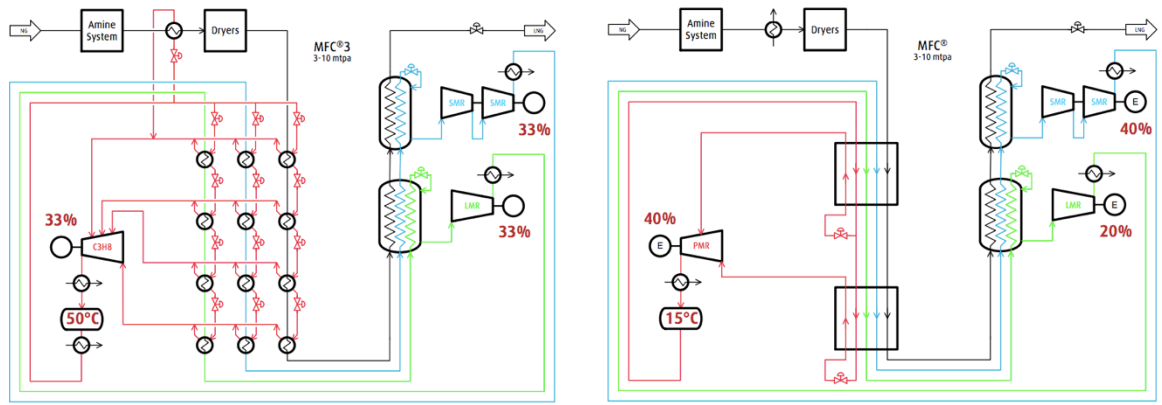 NG
Amine
System
Dryers
MFC®3
3-10 mtpa
LNG
SMR
SMR
33%
LMR
33%
33%
C3H8
50°C
NG
Amine
System
Dryers
MFC®
3-10 mtpa
LNG
SMR
SMR
E
40%
LMR
E
20%
40%
E
PMR
15°C